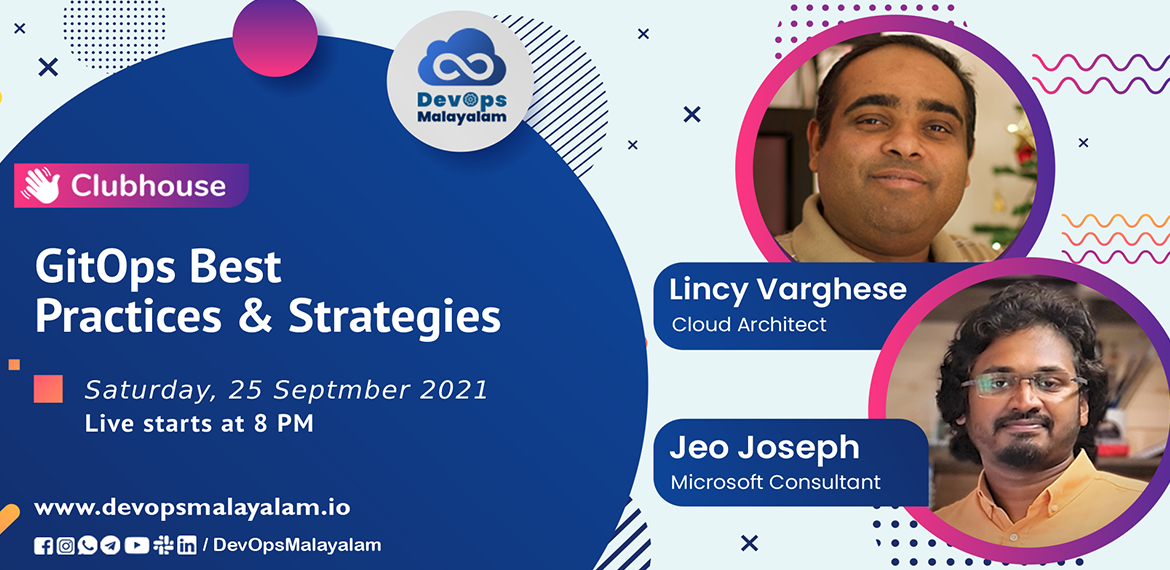 DevOps
Malayalam
Clubhouse
GitOps Best
Practices & Strategies
Saturday, 25 Septmber 2021
Live starts at 8 PM
www.devopsmalayalam.io
/ DevOpsMalayalam
Lincy Varghese
Cloud Architect
Jeo Joseph
Microsoft Consultant